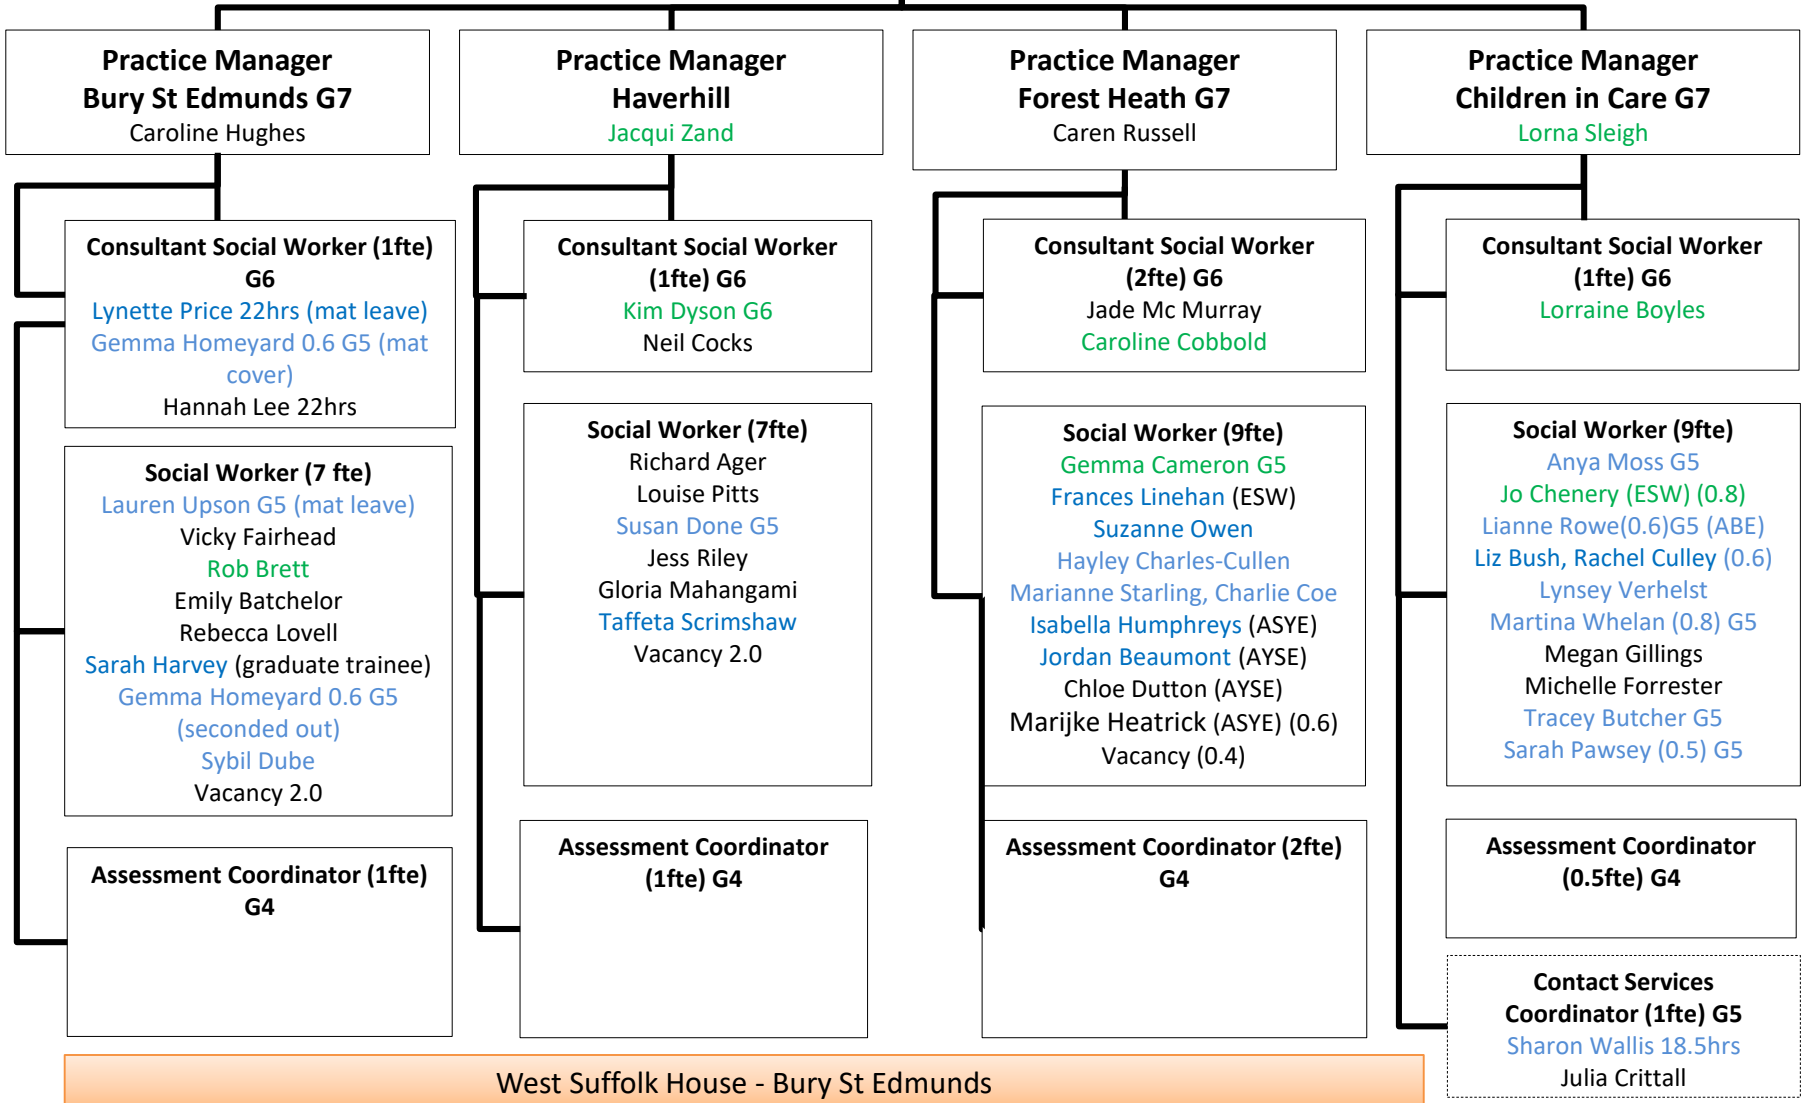 Practice Manager
Bury St Edmunds G7
Caroline Hughes
Practice Manager
Haverhill
Jacqui Zand
Practice Manager
Forest Heath G7
Caren Russell
Practice Manager
Children in Care G7
Lorna Sleigh
Consultant Social Worker (1fte)
G6
Lynette Price 22hrs (mat leave)
Gemma Homeyard 0.6 G5 (mat
cover)
Hannah Lee 22hrs
Consultant Social Worker
(1fte) G6
Kim Dyson G6
Neil Cocks
Consultant Social Worker
(2fte) G6
Jade Mc Murray
Caroline Cobbold
Consultant Social Worker
(1fte) G6
Lorraine Boyles
Social Worker (7 fte)
Lauren Upson G5 (mat leave)
Vicky Fairhead
Rob Brett
Emily Batchelor
Rebecca Lovell
Sarah Harvey (graduate trainee)
Gemma Homeyard 0.6 G5
(seconded out)
Sybil Dube
Vacancy 2.0
Social Worker (7fte)
Richard Ager
Louise Pitts
Susan Done G5
Jess Riley
Gloria Mahangami
Taffeta Scrimshaw
Vacancy 2.0
Social Worker (9fte)
Gemma Cameron G5
Frances Linehan (ESW)
Suzanne Owen
Hayley Charles-Cullen
Marianne Starling, Charlie Coe
Isabella Humphreys (ASYE)
Jordan Beaumont (AYSE)
Chloe Dutton (AYSE)
Marijke Heatrick (ASYE) (0.6)
Vacancy (0.4)
Social Worker (9fte)
Anya Moss G5
Jo Chenery (ESW) (0.8)
Lianne Rowe(0.6)G5 (ABE)
Liz Bush, Rachel Culley (0.6)
Lynsey Verhelst
Martina Whelan (0.8) G5
Megan Gillings
Michelle Forrester
Tracey Butcher G5
Sarah Pawsey (0.5) G5
Assessment Coordinator (1fte)
G4
Assessment Coordinator
(1fte) G4
Assessment Coordinator (2fte)
G4
Assessment Coordinator
(0.5fte) G4
Contact Services
Coordinator (1fte) G5
Sharon Wallis 18.5hrs
Julia Crittall
West Suffolk House - Bury St Edmunds